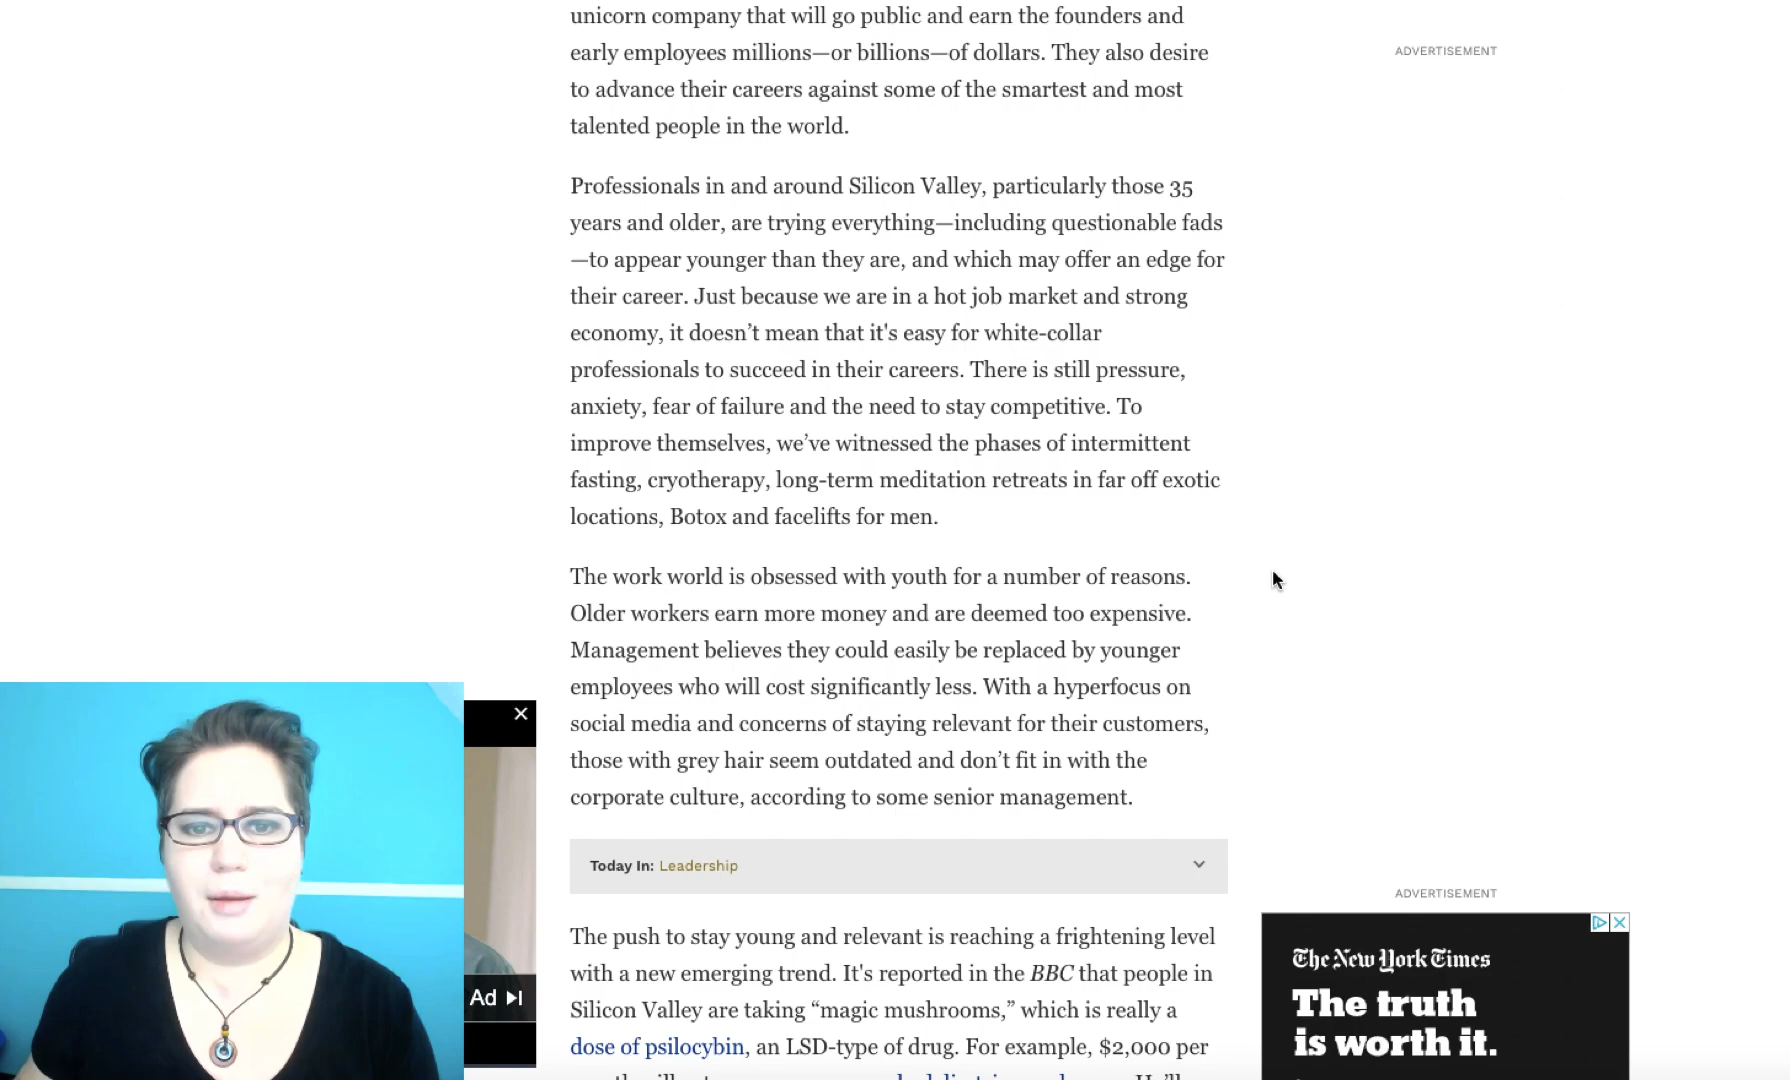 unicorn company that will go public and earn the founders and
early employees millions—or billions—of dollars. They also desire
to advance their careers against some of the smartest and most
talented people in the world.
Professionals in and around Silicon Valley, particularly those 35
years and older, are trying everything—including questionable fads
—to appear younger than they are, and which may offer an edge for
their career. Just because we are in a hot job market and strong
economy, it doesn’t mean that it's easy for white-collar
professionals to succeed in their careers. There is still pressure,
anxiety, fear of failure and the need to stay competitive. To
improve themselves, we’ve witnessed the phases of intermittent
fasting, cryotherapy, long-term meditation retreats in far off exotic
locations, Botox and facelifts for men.
The work world is obsessed with youth for a number of reasons.
Older workers earn more money and are deemed too expensive.
Management believes they could easily be replaced by younger
employees who will cost significantly less. With a hyperfocus on
social media and concerns of staying relevant for their customers,
those with grey hair seem outdated and don’t fit in with the
corporate culture, according to some senior management.
Today In: Leadership
The push to stay young and relevant is reaching a frightening level
with a new emerging trend. It's reported in the BBC that people in
Silicon Valley are taking “magic mushrooms,” which is really a
dose of psilocybin, an LSD-type of drug. For example, $2,000 per
Ad
ADVERTISEMENT
ADVERTISEMENT
The New York Times
The truth
is worth it.